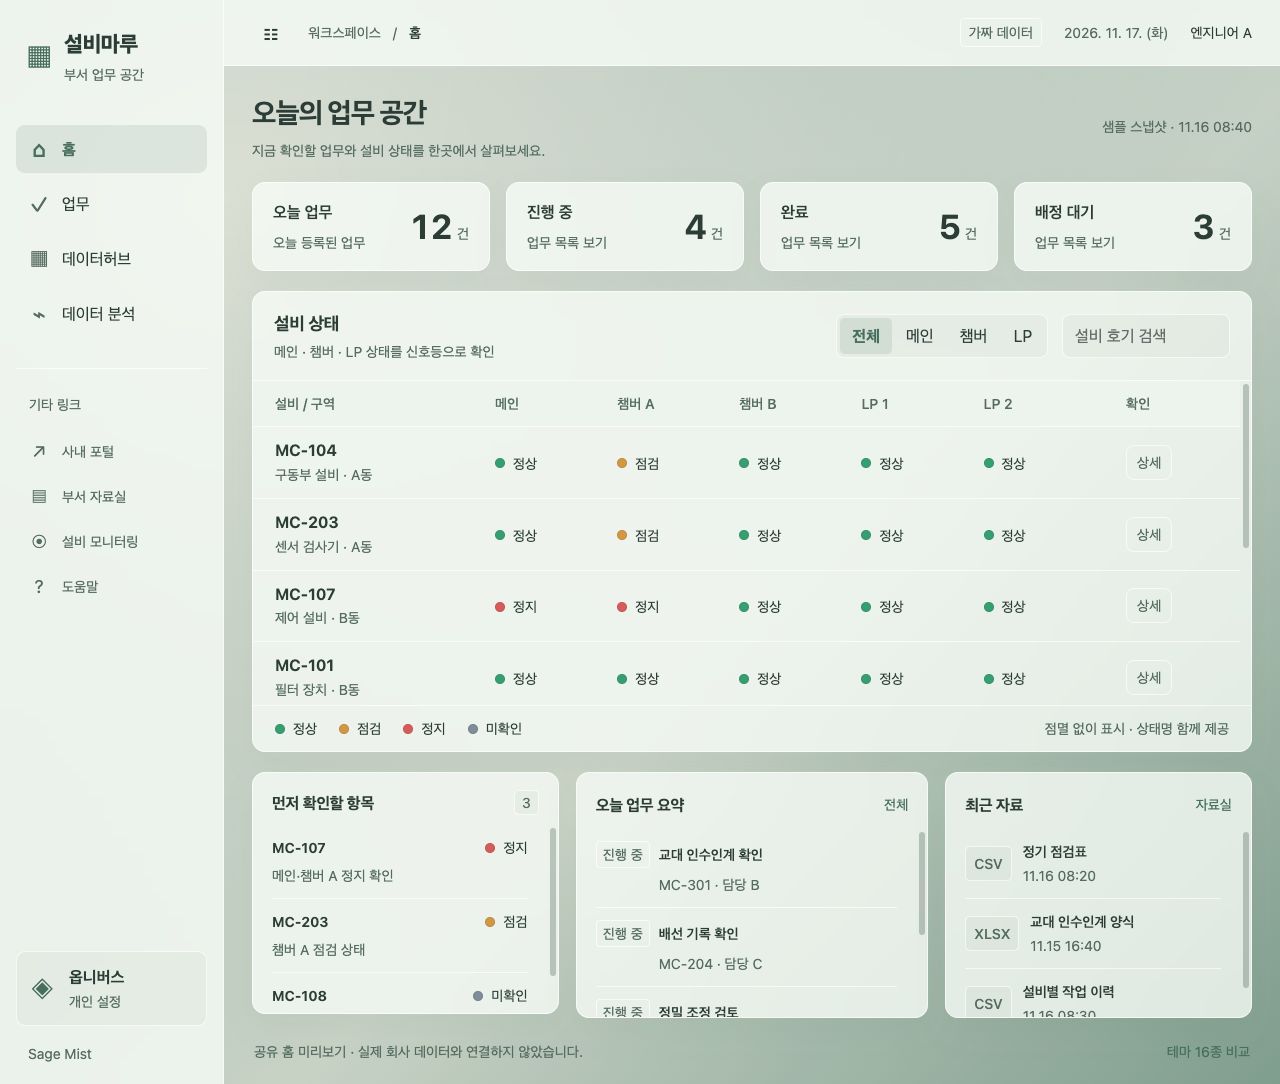 설비마루
부서 업무 공간
홈
업무
데이터허브
데이터 분석
기타 링크
사내 포털
부서 자료실
설비 모니터링
? 도움말
옵니버스
개인 설정
Sage Mist
워크스페이스 / 홈
가짜 데이터
2026. 11. 17. (화)
엔지니어 A
오늘의 업무 공간
지금 확인할 업무와 설비 상태를 한곳에서 살펴보세요.
샘플 스냅샷 · 11.16 08:40
오늘 업무
오늘 등록된 업무
12 건
진행 중
업무 목록 보기
4 건
완료
업무 목록 보기
5 건
배정 대기
업무 목록 보기
3 건
설비 상태
메인 · 챔버 · LP 상태를 신호등으로 확인
전체 메인 챔버 LP
설비 호기 검색
설비 / 구역 메인 챔버 A 챔버 B LP 1 LP 2 확인
MC-104
구동부 설비 · A동
정상 점검 정상 정상 정상 상세
MC-203
센서 검사기 · A동
정상 점검 정상 정상 정상 상세
MC-107
제어 설비 · B동
정지 정지 정상 정상 정상 상세
MC-101
필터 장치 · B동
정상 정상 정상 정상 정상 상세
정상 점검 정지 미확인
점멸 없이 표시 · 상태명 함께 제공
먼저 확인할 항목 3
MC-107 정지
메인·챔버 A 정지 확인
MC-203 점검
챔버 A 점검 상태
MC-108 미확인
오늘 업무 요약 전체
진행 중 교대 인수인계 확인
MC-301 · 담당 B
진행 중 배선 기록 확인
MC-204 · 담당 C
진행 중 정밀 조정 검토
최근 자료 자료실
CSV 정기 점검표
11.16 08:20
XLSX 교대 인수인계 양식
11.15 16:40
CSV 설비별 작업 이력
11.16 08:30
공유 홈 미리보기 · 실제 회사 데이터와 연결하지 않았습니다.
테마 16종 비교